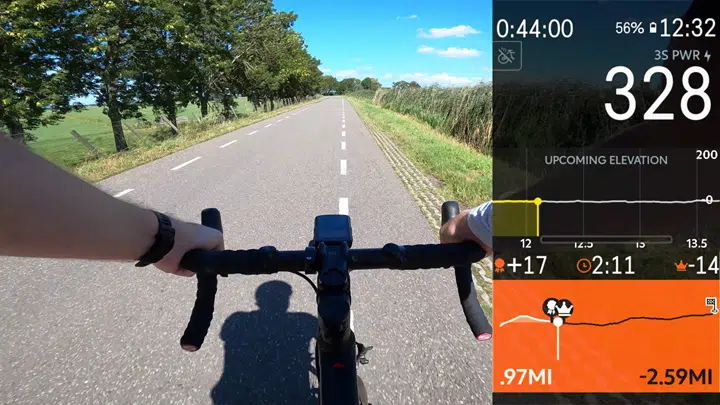 0:44:00 56% 12:32
3S PWR
328
UPCOMING ELEVATION 200
0
12 12.5 13 13.5
+17 2:11 -14
.97MI -2.59MI